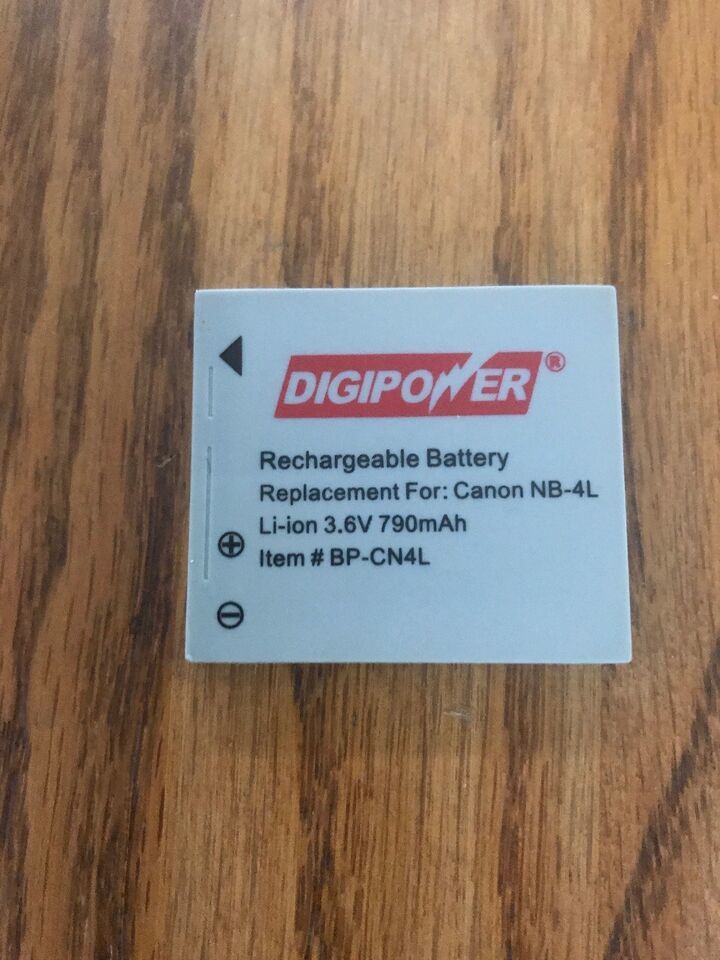 DIGIPOWER®
Rechargeable Battery
Replacement For: Canon NB-4L
Li-ion 3.6V 790mAh
Item # BP-CN4L